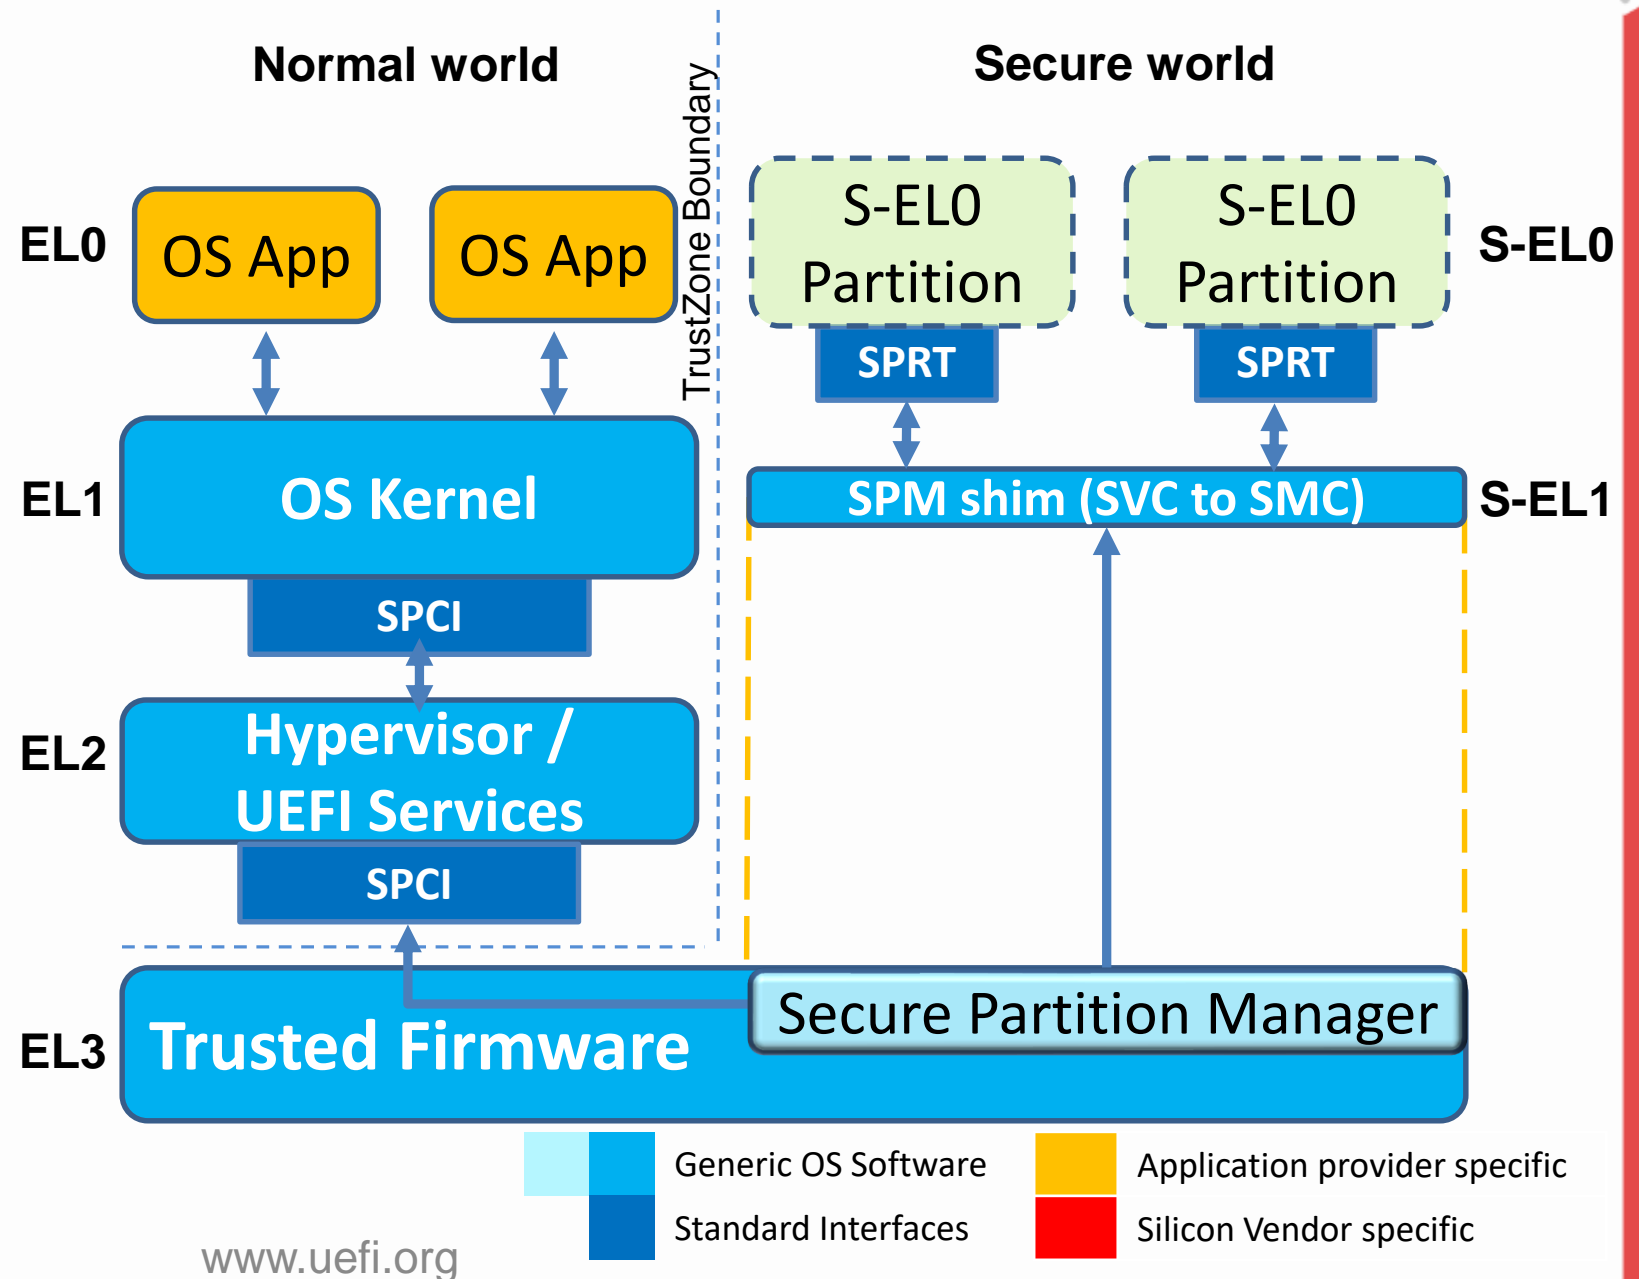 Normal world
Secure world
TrustZone Boundary
EL0
OS App
OS App
S-EL0
Partition
S-EL0
Partition
S-EL0
SPRT
SPRT
EL1
OS Kernel
SPM shim (SVC to SMC)
S-EL1
SPCI
EL2
Hypervisor /
UEFI Services
SPCI
EL3
Trusted Firmware
Secure Partition Manager
Generic OS Software
Application provider specific
Standard Interfaces
Silicon Vendor specific
www.uefi.org